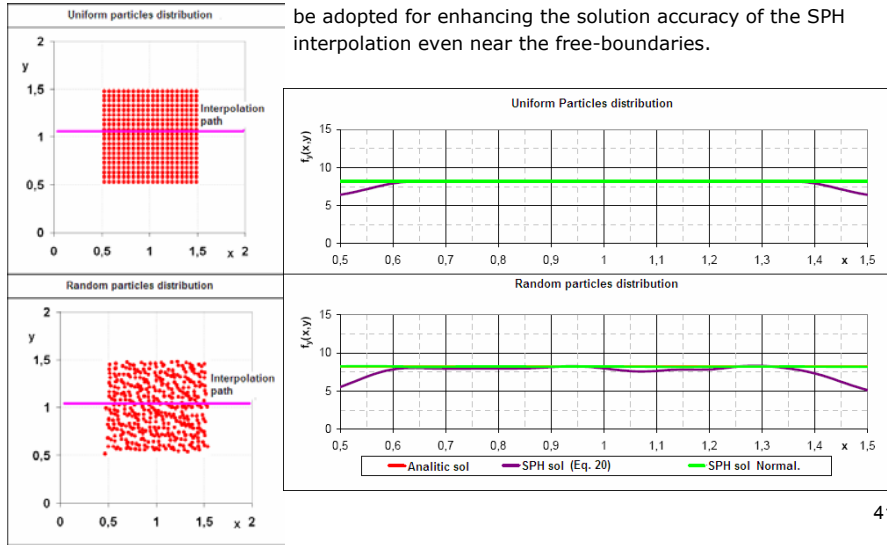 be adopted for enhancing the solution accuracy of the SPH
interpolation even near the free-boundaries.
Uniform particles distribution
2
y
1,5
Interpolation
path
1
0,5
0
0 0,5 1 1,5 x 2
Random particles distribution
2
y
1,5
Interpolation
path
1
0,5
0
0 0,5 1 1,5 x 2
Uniform Particles distribution
fy(x,y)
15
10
5
0
0,5 0,6 0,7 0,8 0,9 1 1,1 1,2 1,3 1,4 x 1,5
Random particles distribution
fy(x,y)
15
10
5
0
0,5 0,6 0,7 0,8 0,9 1 1,1 1,2 1,3 1,4 x 1,5
Analitic sol SPH sol (Eq. 20) SPH sol Normal.